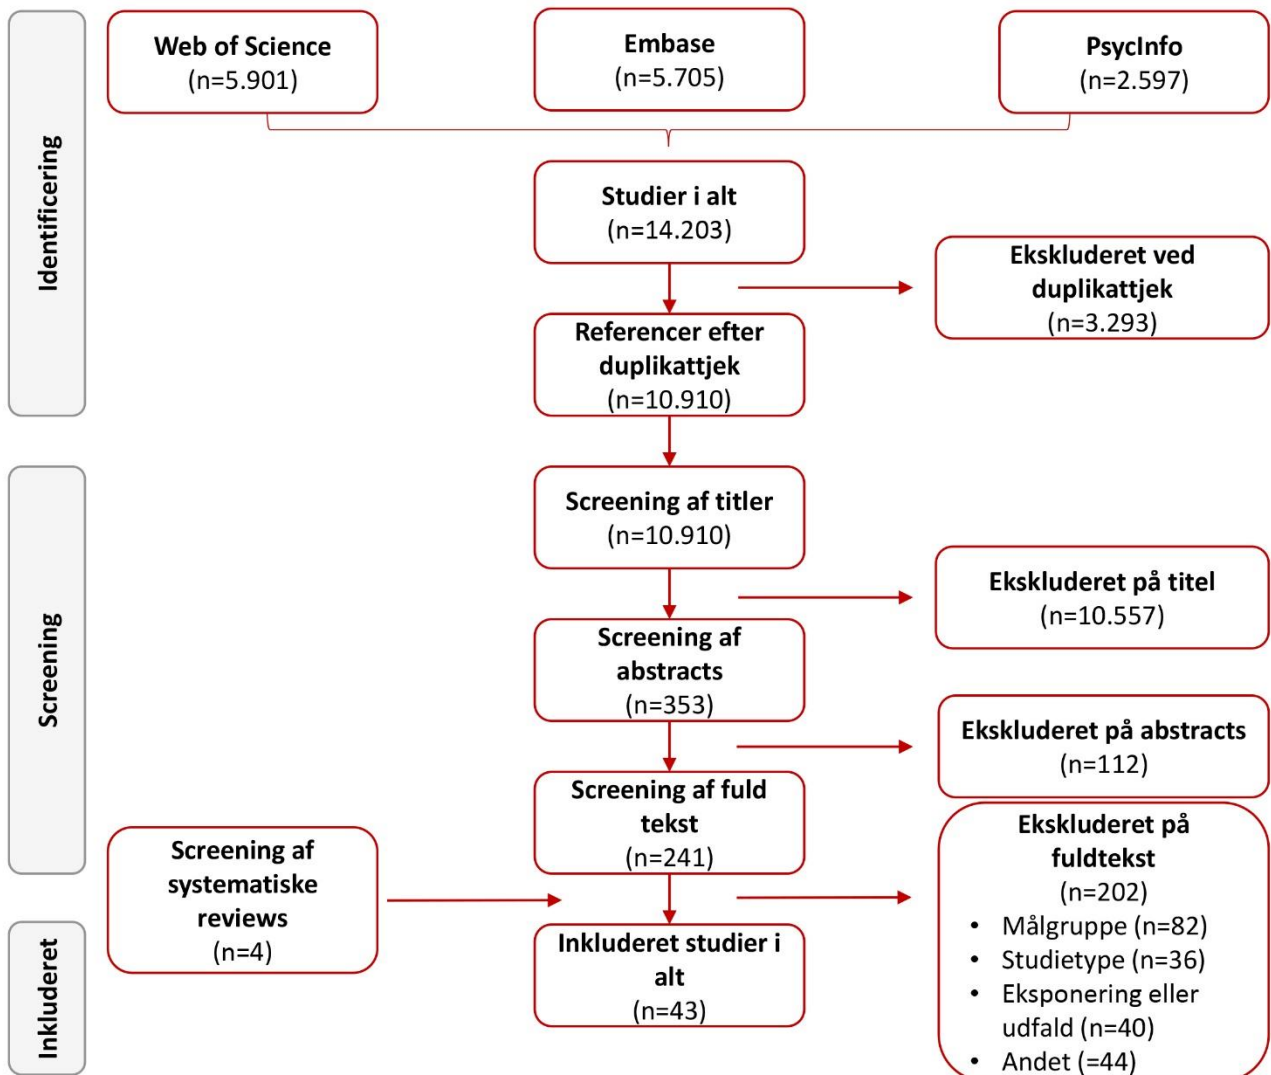 Identificering
Web of Science
(n=5.901)
Embase
(n=5.705)
PsycInfo
(n=2.597)
Studier i alt
(n=14.203)
Ekskluderet ved
duplikattjek
(n=3.293)
Referencer efter
duplikattjek
(n=10.910)
Screening
Screening af titler
(n=10.910)
Ekskluderet på titel
(n=10.557)
Screening af
abstracts
(n=353)
Ekskluderet på abstracts
(n=112)
Screening af fuld
tekst
(n=241)
Screening af
systematiske
reviews
(n=4)
Ekskluderet på
fuldtekst
(n=202)
• Målgruppe (n=82)
• Studietype (n=36)
• Eksponering eller
udfald (n=40)
• Andet (=44)
Inkluderet
Inkluderet studier i
alt
(n=43)